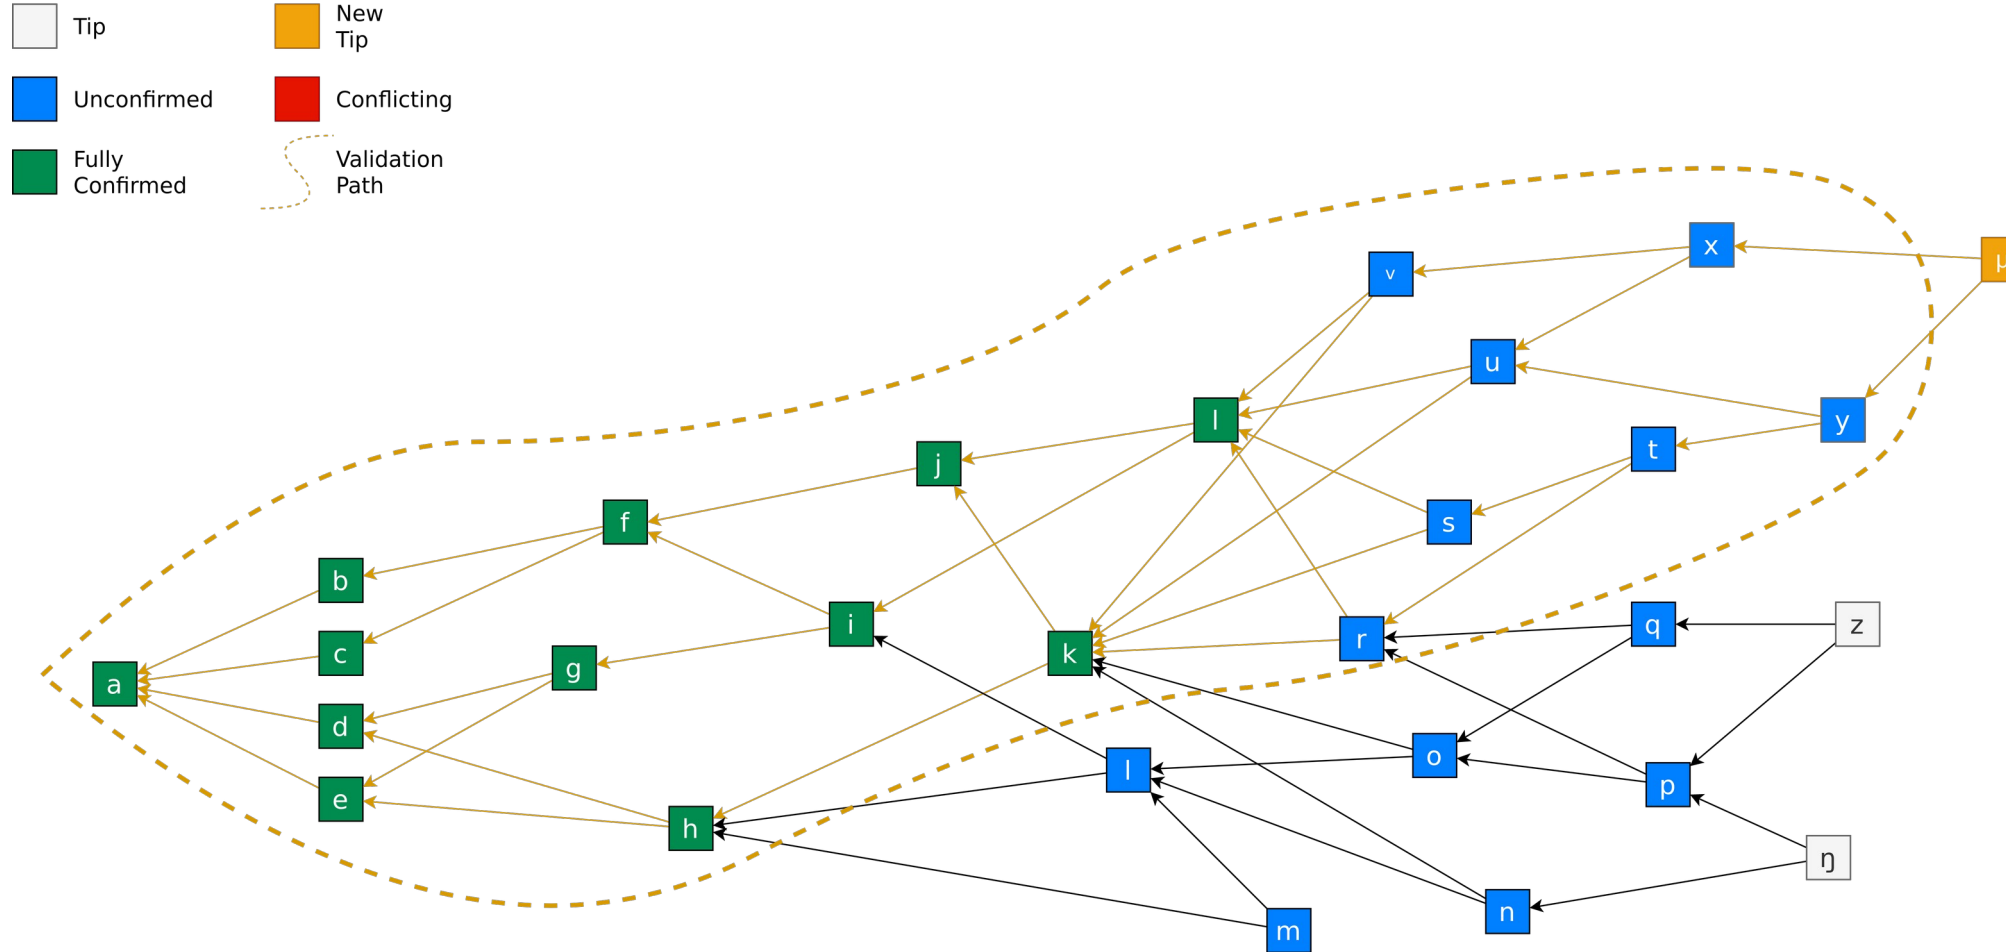 Tip
New
Tip
Unconfirmed
Conflicting
Fully
Confirmed
Validation
Path
x
μ
v
u
l
y
j
t
f
s
b
i
q
z
c
r
k
g
a
d
o
l
p
e
h
ŋ
n
m